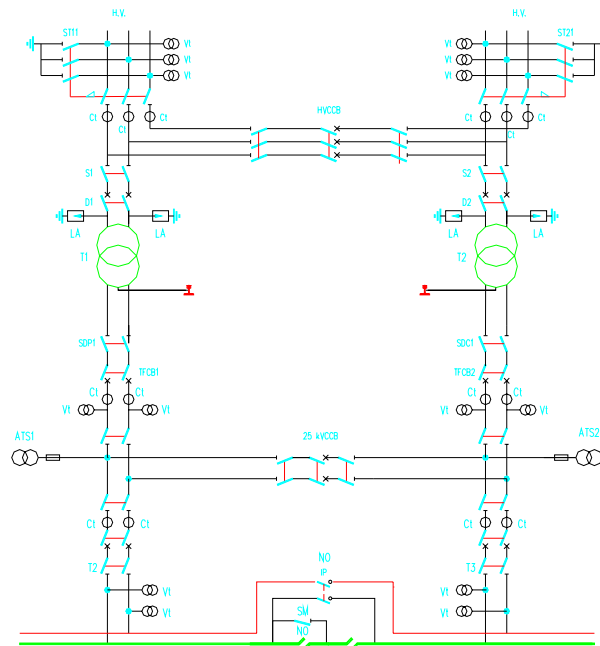 H.V. H.V.
ST11 ST21
Vt Vt
Vt Vt
Vt Vt
HVCCB
Ct Ct Ct Ct
Ct Ct
S1 S2
D1 D2
LA LA LA LA
T1 T2
SDP1 SDC1
TFCB1 TFCB2
Ct Ct Ct Ct
Vt Vt Vt Vt
ATS1 25 kVCCB ATS2
Ct Ct Ct Ct
NO
T2 IP T3
Vt Vt
SM
Vt Vt
NO